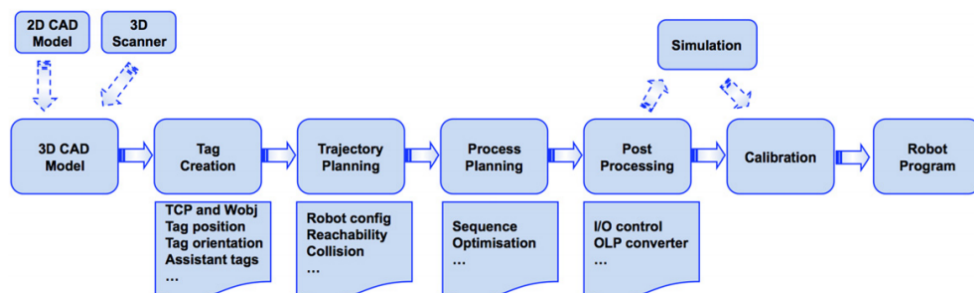 2D CAD
Model
3D
Scanner
Simulation
3D CAD
Model
Tag
Creation
Trajectory
Planning
Process
Planning
Post
Processing
Calibration
Robot
Program
TCP and Wobj
Tag position
Tag orientation
Assistant tags
…
Robot config
Reachability
Collision
…
Sequence
Optimisation
…
I/O control
OLP converter
…